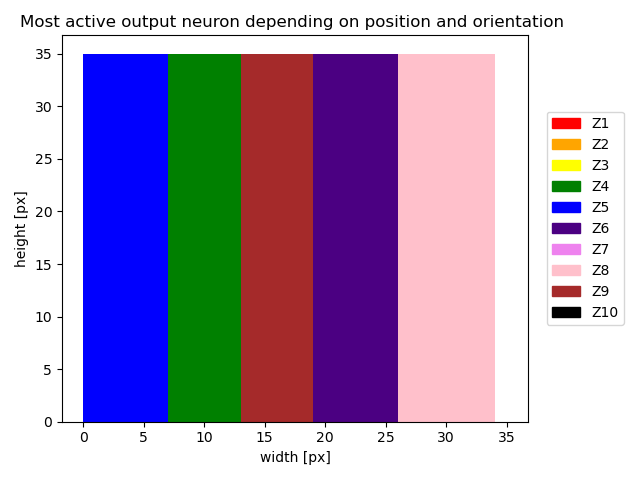 Most active output neuron depending on position and orientation
height [px]
35
30
25
20
15
10
5
0
0 5 10 15 20 25 30 35
width [px]
Z1
Z2
Z3
Z4
Z5
Z6
Z7
Z8
Z9
Z10